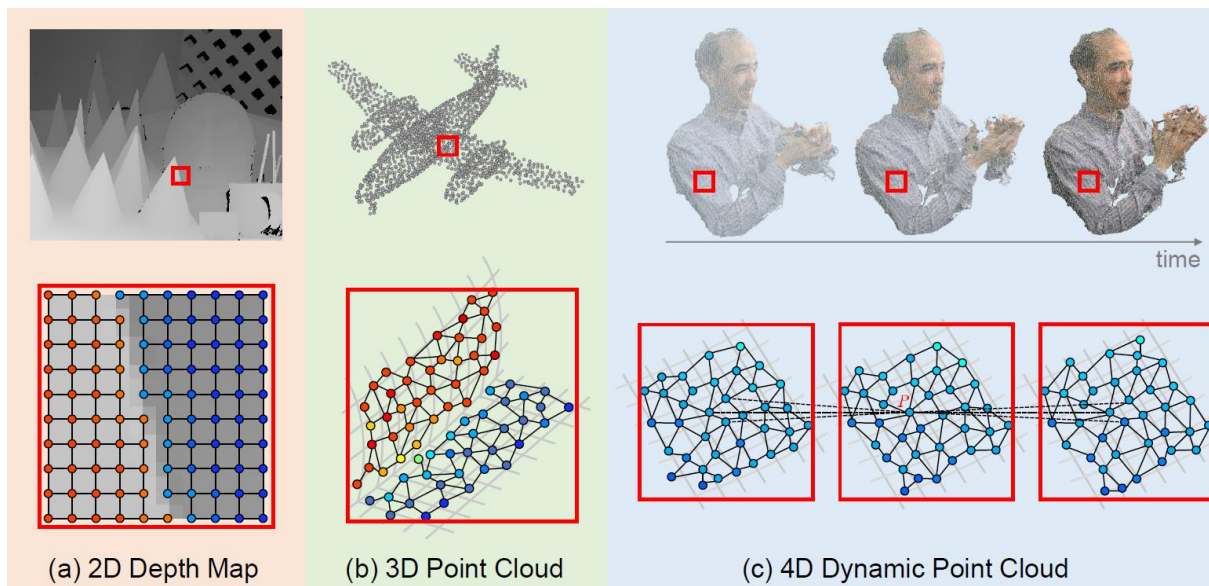 time
P
(a) 2D Depth Map
(b) 3D Point Cloud
(c) 4D Dynamic Point Cloud